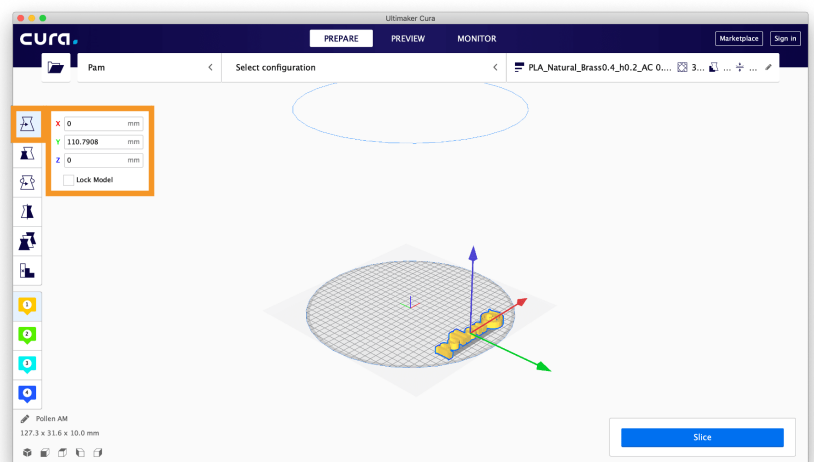 Ultimaker Cura
cura.
PREPARE
PREVIEW
MONITOR
Marketplace
Sign in
Pam
Select configuration
PLA_Natural_Brass0.4_h0.2_AC 0.... 3... ... ...
X 0 mm
Y 110.7908 mm
Z 0 mm
Lock Model
1
2
3
4
Pollen AM
127.3 x 31.6 x 10.0 mm
Slice